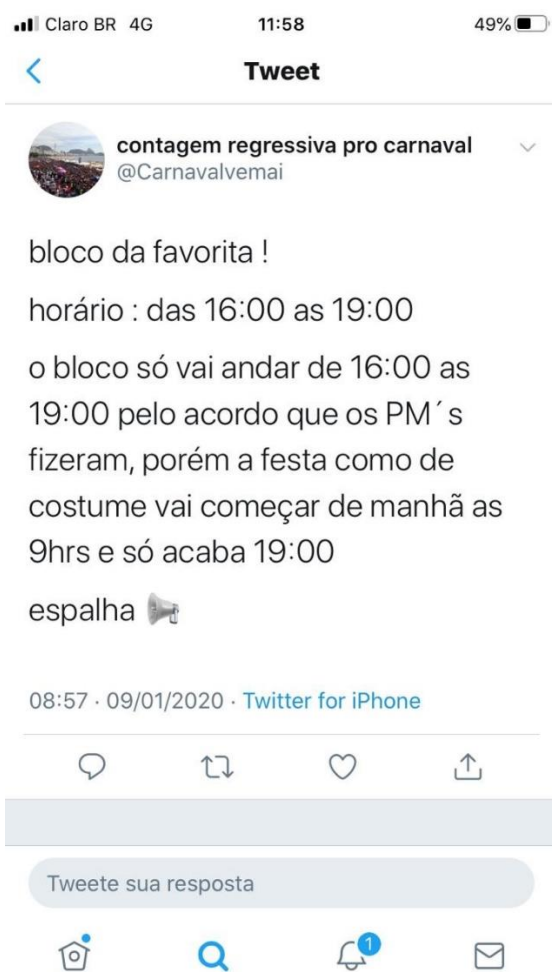 Claro BR 4G 11:58 49%
Tweet
contagem regressiva pro carnaval
@Carnavalvemai
bloco da favorita !
horário : das 16:00 as 19:00
o bloco só vai andar de 16:00 as
19:00 pelo acordo que os PM´s
fizeram, porém a festa como de
costume vai começar de manhã as
9hrs e só acaba 19:00
espalha 📢
08:57 · 09/01/2020 · Twitter for iPhone
Tweete sua resposta
1